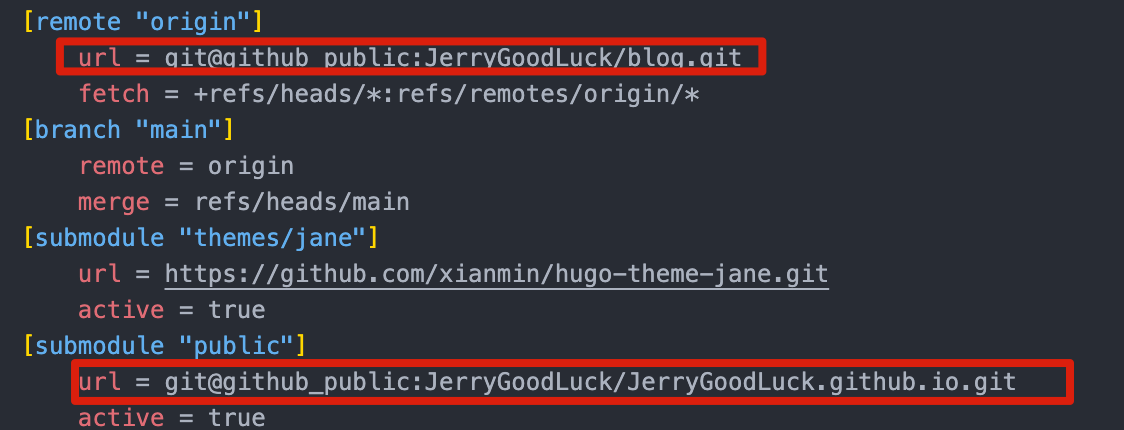 [remote "origin"]
url = git@github_public:JerryGoodLuck/blog.git
fetch = +refs/heads/*:refs/remotes/origin/*
[branch "main"]
remote = origin
merge = refs/heads/main
[submodule "themes/jane"]
url = https://github.com/xianmin/hugo-theme-jane.git
active = true
[submodule "public"]
url = git@github_public:JerryGoodLuck/JerryGoodLuck.github.io.git
active = true